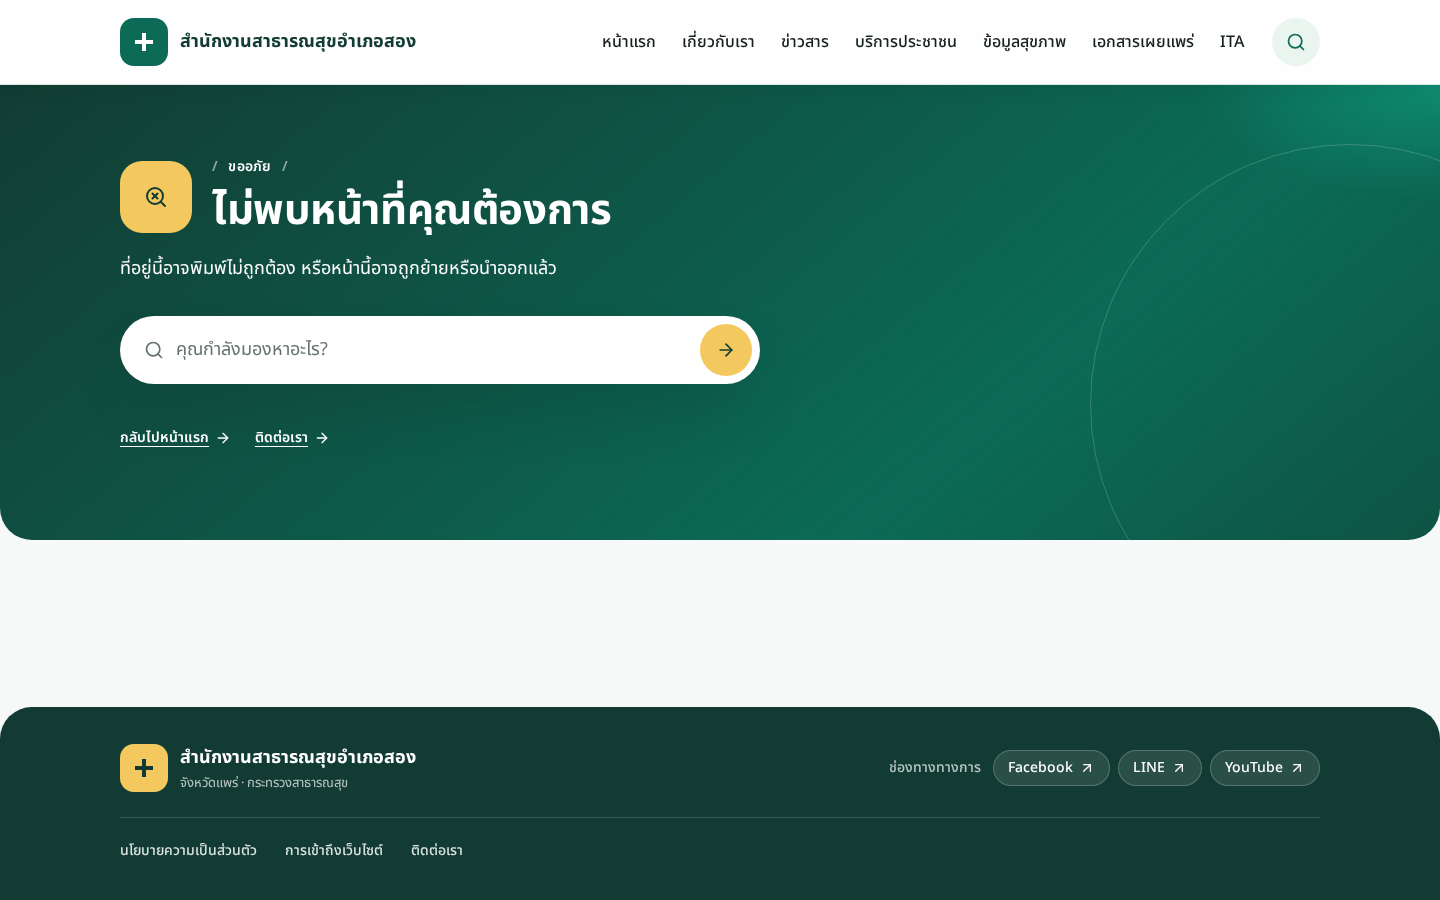 สำนักงานสาธารณสุขอำเภอสอง
หน้าแรก เกี่ยวกับเรา ข่าวสาร บริการประชาชน ข้อมูลสุขภาพ เอกสารเผยแพร่ ITA
/ ขออภัย /
ไม่พบหน้าที่คุณต้องการ
ที่อยู่นี้อาจพิมพ์ไม่ถูกต้อง หรือหน้านี้อาจถูกย้ายหรือนำออกแล้ว
คุณกำลังมองหาอะไร?
กลับไปหน้าแรก ติดต่อเรา
สำนักงานสาธารณสุขอำเภอสอง
จังหวัดแพร่ · กระทรวงสาธารณสุข
ช่องทางทางการ Facebook LINE YouTube
นโยบายความเป็นส่วนตัว การเข้าถึงเว็บไซต์ ติดต่อเรา